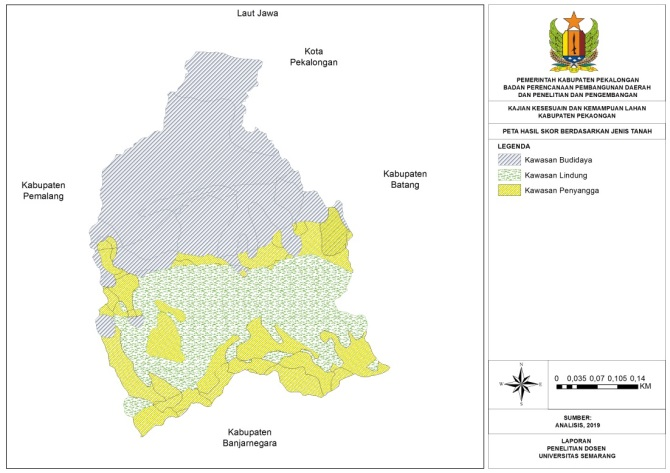 Laut Jawa
Kota
Pekalongan
Kabupaten
Pemalang
Kabupaten
Batang
Kabupaten
Banjarnegara
PEMERINTAH KABUPATEN PEKALONGAN
BADAN PERENCANAAN PEMBANGUNAN DAERAH
DAN PENELITIAN DAN PENGEMBANGAN
KAJIAN KESESUAIN DAN KEMAMPUAN LAHAN
KABUPATEN PEKAONGAN
PETA HASIL SKOR BERDASARKAN JENIS TANAH
LEGENDA
Kawasan Budidaya
Kawasan Lindung
Kawasan Penyangga
N
W E
S
0 0,035 0,07 0,105 0,14
KM
SUMBER:
ANALISIS, 2019
LAPORAN
PENELITIAN DOSEN
UNIVERSITAS SEMARANG